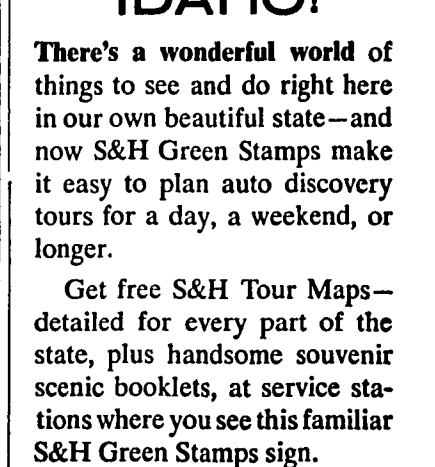 IDAHO!
There's a wonderful world of
things to see and do right here
in our own beautiful state—and
now S&H Green Stamps make
it easy to plan auto discovery
tours for a day, a weekend, or
longer.
Get free S&H Tour Maps—
detailed for every part of the
state, plus handsome souvenir
scenic booklets, at service sta-
tions where you see this familiar
S&H Green Stamps sign.